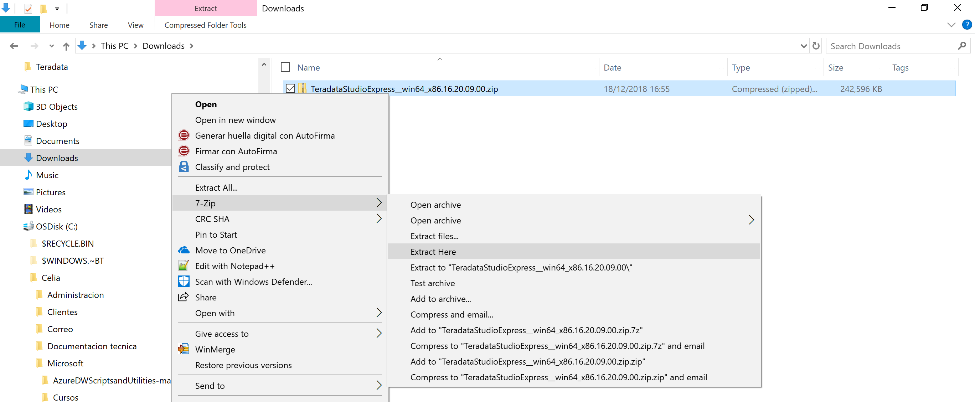 Extract
Downloads
File
Home
Share
View
Compressed Folder Tools
This PC
Downloads
Search Downloads
Teradata
This PC
3D Objects
Desktop
Documents
Downloads
Music
Pictures
Videos
OSDisk (C:)
$RECYCLE.BIN
$WINDOWS.~BT
Celia
Administracion
Clientes
Correo
Documentacion tecnica
Microsoft
AzureDWScriptsandUtilities-ma
Cursos
Name
Date
Type
Size
Tags
TeradataStudioExpress__win64_x86.16.20.09.00.zip
18/12/2018 16:55
Compressed (zipped)...
242,596 KB
Open
Open in new window
Generar huella digital con AutoFirma
Firmar con AutoFirma
Classify and protect
Extract All...
7-Zip
CRC SHA
Pin to Start
Move to OneDrive
Edit with Notepad++
Scan with Windows Defender...
Share
Open with
Give access to
WinMerge
Restore previous versions
Send to
Open archive
Open archive
Extract files...
Extract Here
Extract to "TeradataStudioExpress__win64_x86.16.20.09.00\"
Test archive
Add to archive...
Compress and email...
Add to "TeradataStudioExpress__win64_x86.16.20.09.00.zip.7z"
Compress to "TeradataStudioExpress__win64_x86.16.20.09.00.zip.7z" and email
Add to "TeradataStudioExpress__win64_x86.16.20.09.00.zip.zip"
Compress to "TeradataStudioExpress__win64_x86.16.20.09.00.zip.zip" and email